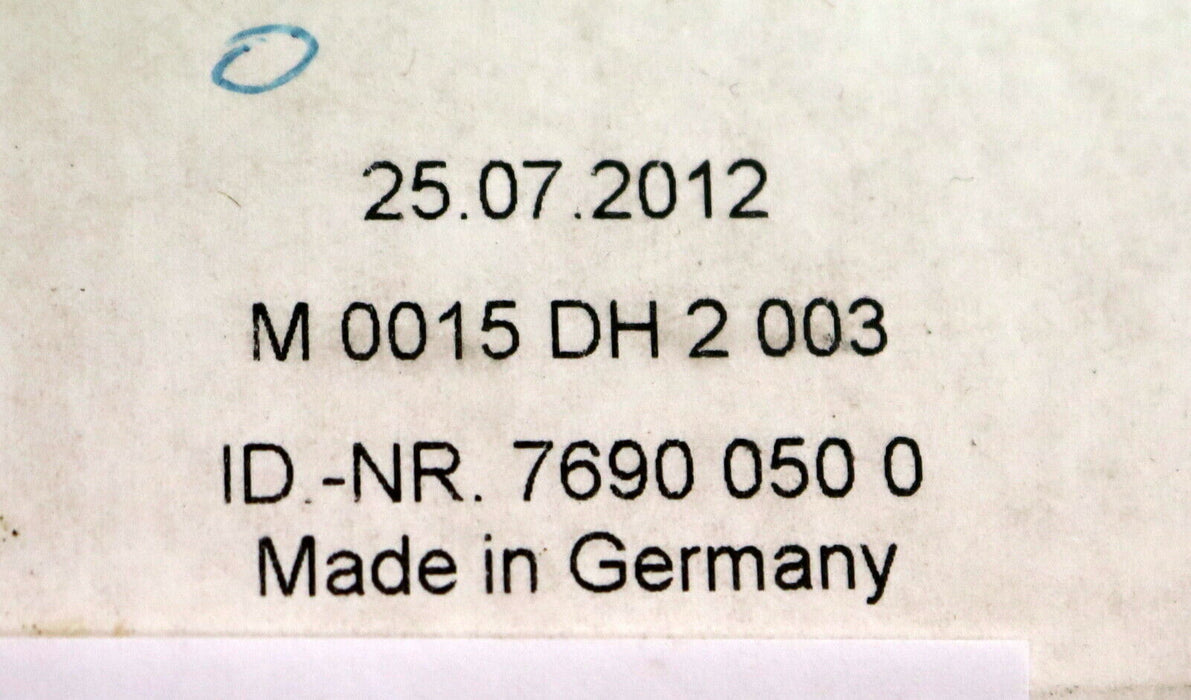 25.07.2012
M 0015 DH 2 003
ID.-NR. 7690 050 0
Made in Germany